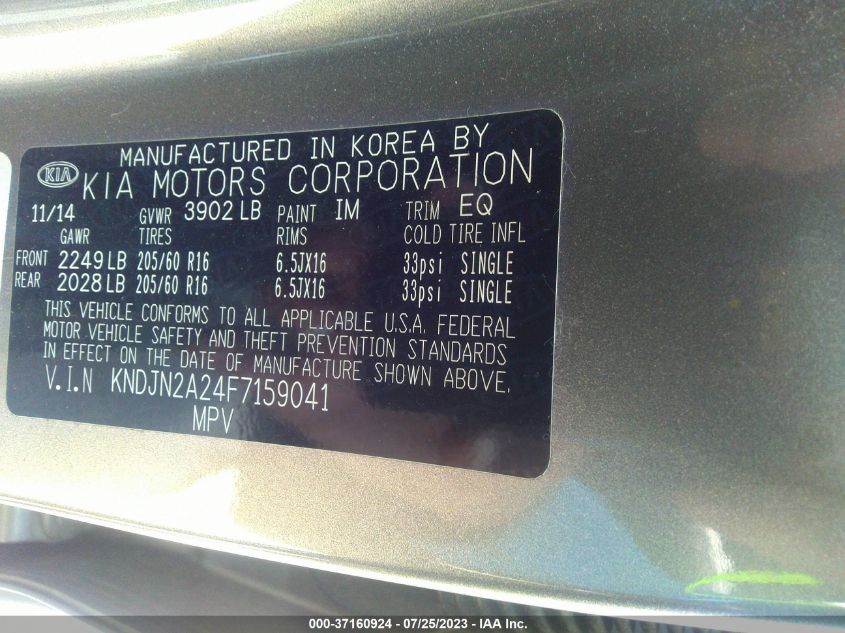 MANUFACTURED IN KOREA BY
KIA KIA MOTORS CORPORATION
11/14 GVWR 3902 LB PAINT IM TRIM EQ
GAWR TIRES RIMS COLD TIRE INFL
FRONT 2249 LB 205/60 R16 6.5JX16 33psi SINGLE
REAR 2028 LB 205/60 R16 6.5JX16 33psi SINGLE
THIS VEHICLE CONFORMS TO ALL APPLICABLE U.S.A. FEDERAL
MOTOR VEHICLE SAFETY AND THEFT PREVENTION STANDARDS
IN EFFECT ON THE DATE OF MANUFACTURE SHOWN ABOVE.
V.I.N KNDJN2A24F7159041
MPV
000-37160924 - 07/25/2023 - IAA Inc.